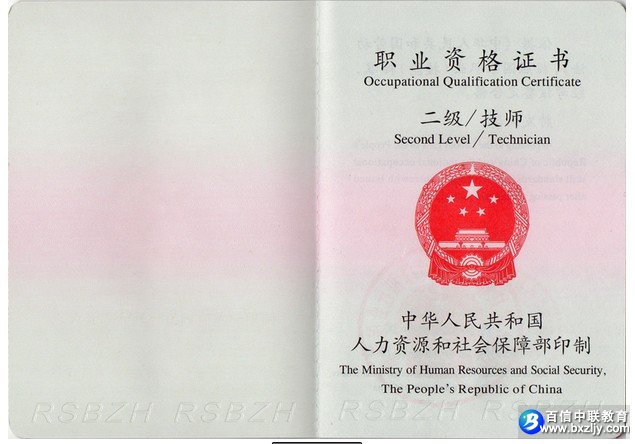 职业资格证书
Occupational Qualification Certificate
二级/技师
Second Level/Technician
中华人民共和国
人力资源和社会保障部印制
The Ministry of Human Resources and Social Security,
The People's Republic of China
RSBZH RSBZH RSBZH
百信中联教育
www.bxzljy.com